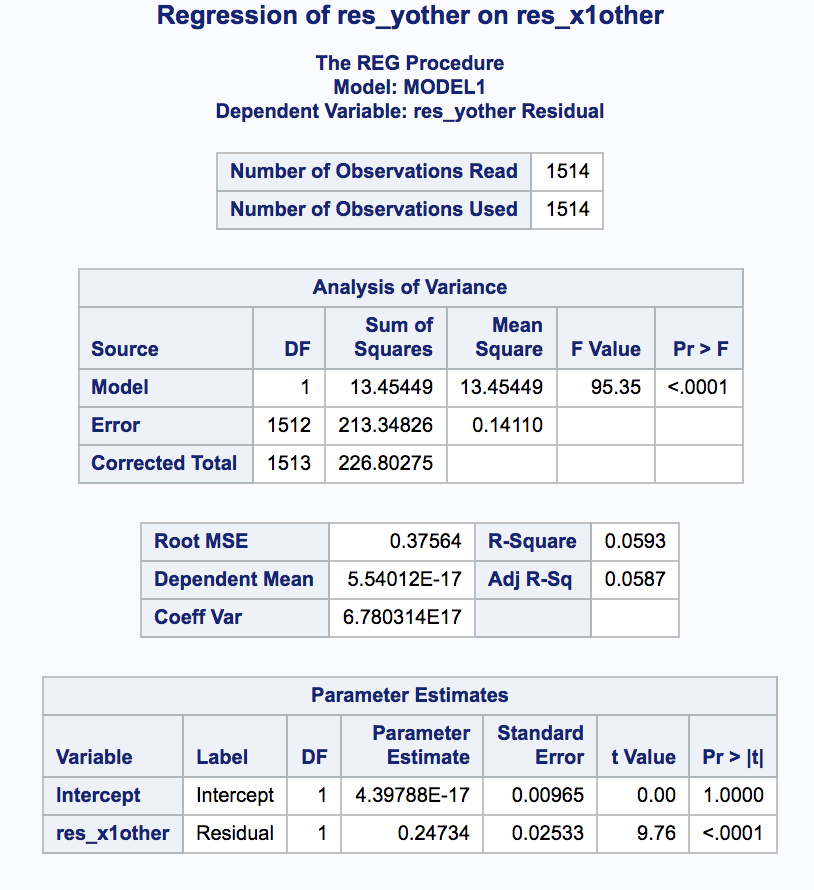 Regression of res_yother on res_x1other
The REG Procedure
Model: MODEL1
Dependent Variable: res_yother Residual
Number of Observations Read 1514
Number of Observations Used 1514
Analysis of Variance
Source DF Sum of Squares Mean Square F Value Pr > F
Model 1 13.45449 13.45449 95.35 <.0001
Error 1512 213.34826 0.14110
Corrected Total 1513 226.80275
Root MSE 0.37564 R-Square 0.0593
Dependent Mean 5.54012E-17 Adj R-Sq 0.0587
Coeff Var 6.780314E17
Parameter Estimates
Variable Label DF Parameter Estimate Standard Error t Value Pr > |t|
Intercept Intercept 1 4.39788E-17 0.00965 0.00 1.0000
res_x1other Residual 1 0.24734 0.02533 9.76 <.0001